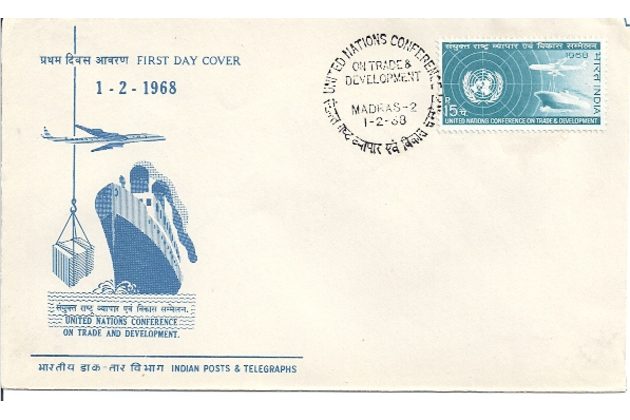 प्रथम दिवस आवरण FIRST DAY COVER
1-2-1968
UNITED NATIONS CONFERENCE
ON TRADE &
DEVELOPMENT
MADRAS-2
1-2-68
राष्ट्र व्यापार एवं विकास
संयुक्त राष्ट्र व्यापार एवं विकास सम्मेलन
1968
भारत INDIA
15 पै.
UNITED NATIONS CONFERENCE ON TRADE & DEVELOPMENT
संयुक्त राष्ट्र व्यापार एवं विकास सम्मेलन.
UNITED NATIONS CONFERENCE
ON TRADE AND DEVELOPMENT.
भारतीय डाक-तार विभाग INDIAN POSTS & TELEGRAPHS